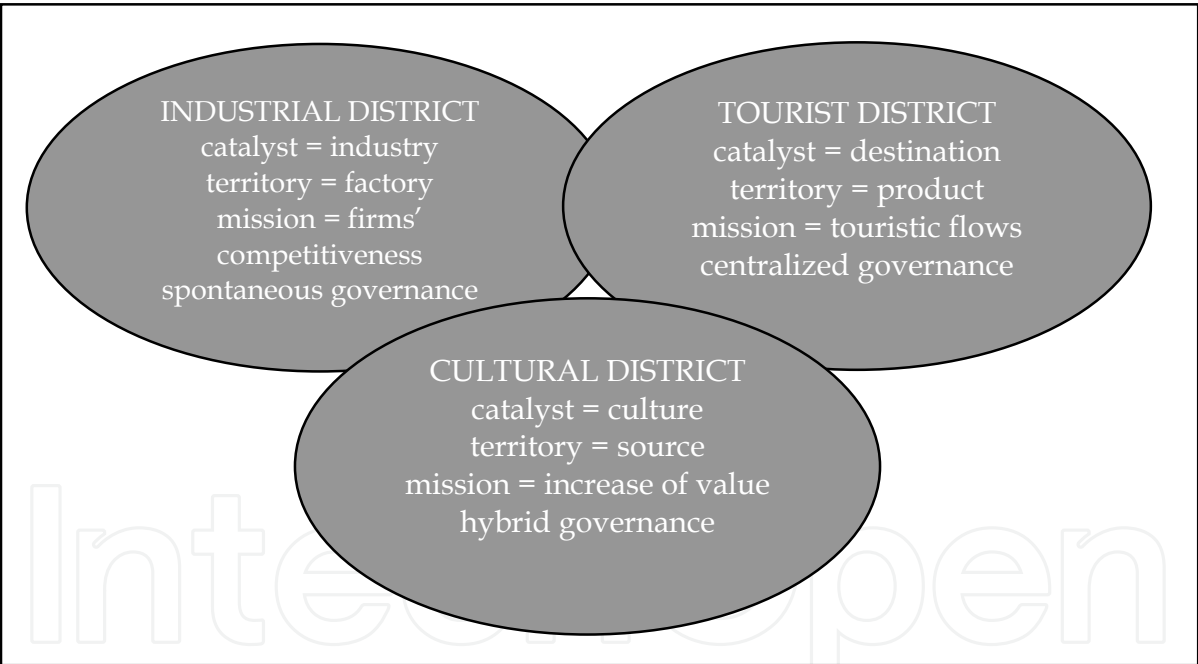 INDUSTRIAL DISTRICT
catalyst = industry
territory = factory
mission = firms’
competitiveness
spontaneous governance
TOURIST DISTRICT
catalyst = destination
territory = product
mission = touristic flows
centralized governance
CULTURAL DISTRICT
catalyst = culture
territory = source
mission = increase of value
hybrid governance
IntechOpen